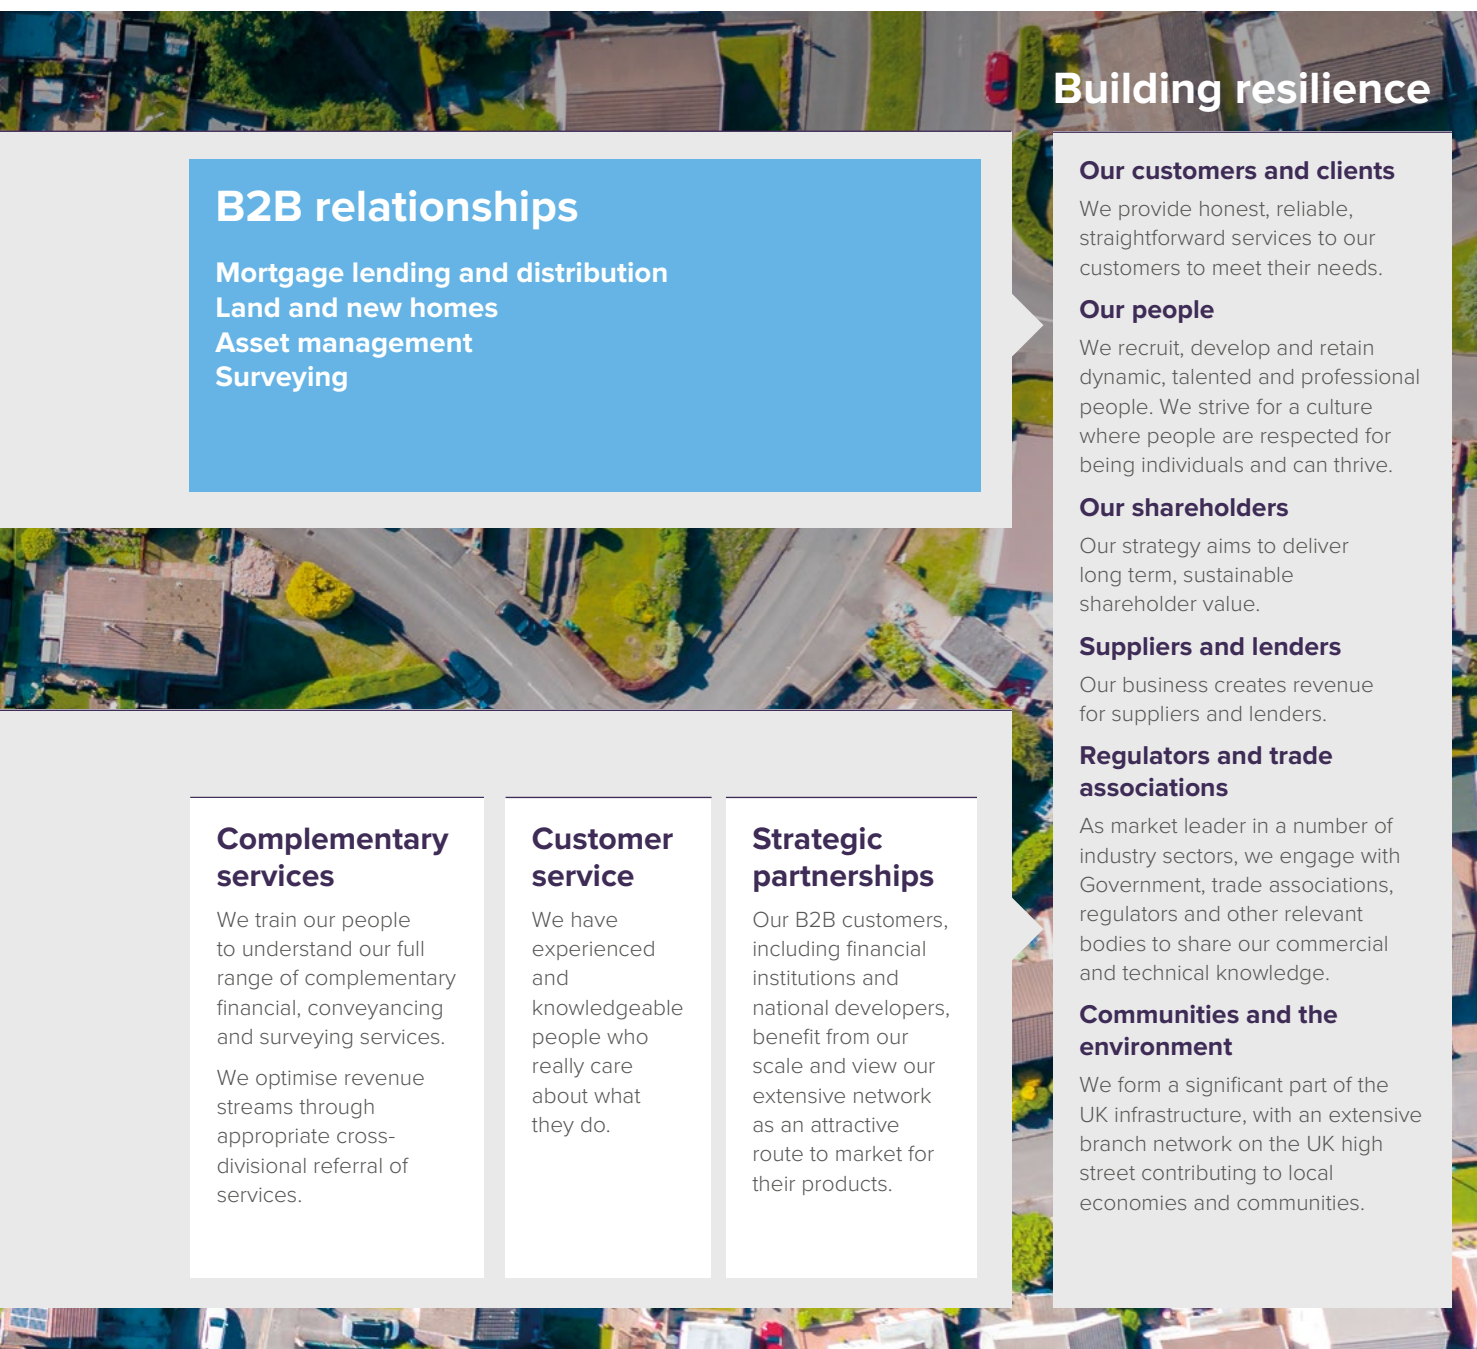 Building resilience
B2B relationships
Mortgage lending and distribution
Land and new homes
Asset management
Surveying
Our customers and clients
We provide honest, reliable,
straightforward services to our
customers to meet their needs.
Our people
We recruit, develop and retain
dynamic, talented and professional
people. We strive for a culture
where people are respected for
being individuals and can thrive.
Our shareholders
Our strategy aims to deliver
long term, sustainable
shareholder value.
Suppliers and lenders
Our business creates revenue
for suppliers and lenders.
Regulators and trade
associations
As market leader in a number of
industry sectors, we engage with
Government, trade associations,
regulators and other relevant
bodies to share our commercial
and technical knowledge.
Communities and the
environment
We form a significant part of the
UK infrastructure, with an extensive
branch network on the UK high
street contributing to local
economies and communities.
Complementary
services
We train our people
to understand our full
range of complementary
financial, conveyancing
and surveying services.
We optimise revenue
streams through
appropriate cross-
divisional referral of
services.
Customer
service
We have
experienced
and
knowledgeable
people who
really care
about what
they do.
Strategic
partnerships
Our B2B customers,
including financial
institutions and
national developers,
benefit from our
scale and view our
extensive network
as an attractive
route to market for
their products.